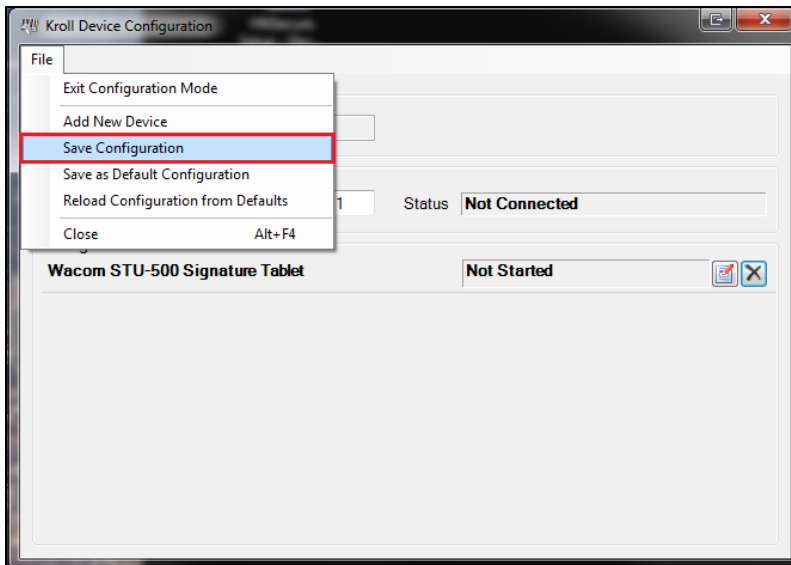 Kroll Device Configuration
File
Exit Configuration Mode
Add New Device
Save Configuration
Save as Default Configuration
Reload Configuration from Defaults
1 Status Not Connected
Close Alt+F4
Wacom STU-500 Signature Tablet Not Started